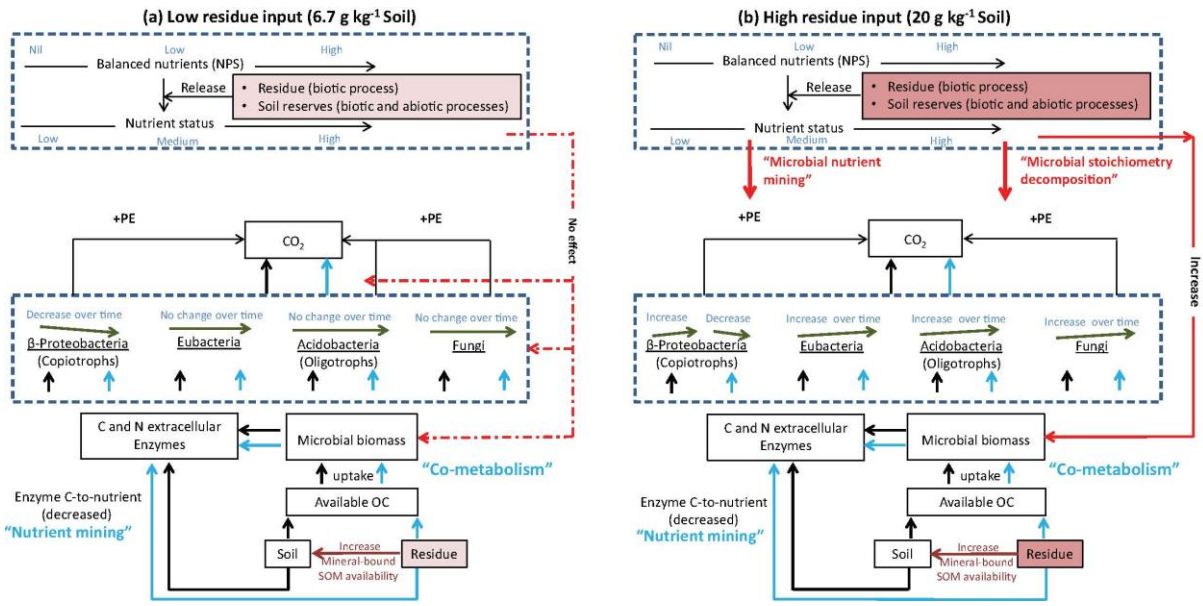 (a) Low residue input (6.7 g kg⁻¹ Soil)
Nil
Low
High
Balanced nutrients (NPS)
Release
• Residue (biotic process)
• Soil reserves (biotic and abiotic processes)
Nutrient status
Low
Medium
High
No effect
+PE
+PE
CO₂
Decrease over time
No change over time
No change over time
No change over time
β-Proteobacteria
(Copiotrophs)
Eubacteria
Acidobacteria
(Oligotrophs)
Fungi
C and N extracellular
Enzymes
Microbial biomass
"Co-metabolism"
uptake
Enzyme C-to-nutrient
(decreased)
"Nutrient mining"
Available OC
Soil
Increase
Mineral-bound
SOM availability
Residue
(b) High residue input (20 g kg⁻¹ Soil)
Nil
Low
High
Balanced nutrients (NPS)
Release
• Residue (biotic process)
• Soil reserves (biotic and abiotic processes)
Nutrient status
Low
Medium
High
"Microbial nutrient
mining"
"Microbial stoichiometry
decomposition"
Increase
+PE
+PE
CO₂
Increase
Decrease
Increase over time
Increase over time
Increase over time
β-Proteobacteria
(Copiotrophs)
Eubacteria
Acidobacteria
(Oligotrophs)
Fungi
C and N extracellular
Enzymes
Microbial biomass
"Co-metabolism"
uptake
Enzyme C-to-nutrient
(decreased)
"Nutrient mining"
Available OC
Soil
Increase
Mineral-bound
SOM availability
Residue